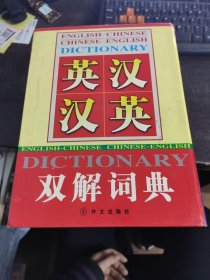 ENGLISH-CHINESE
CHINESE-ENGLISH
DICTIONARY
英汉
汉英
ENGLISH-CHINESE CHINESE-ENGLISH
DICTIONARY
双解词典
外文出版社